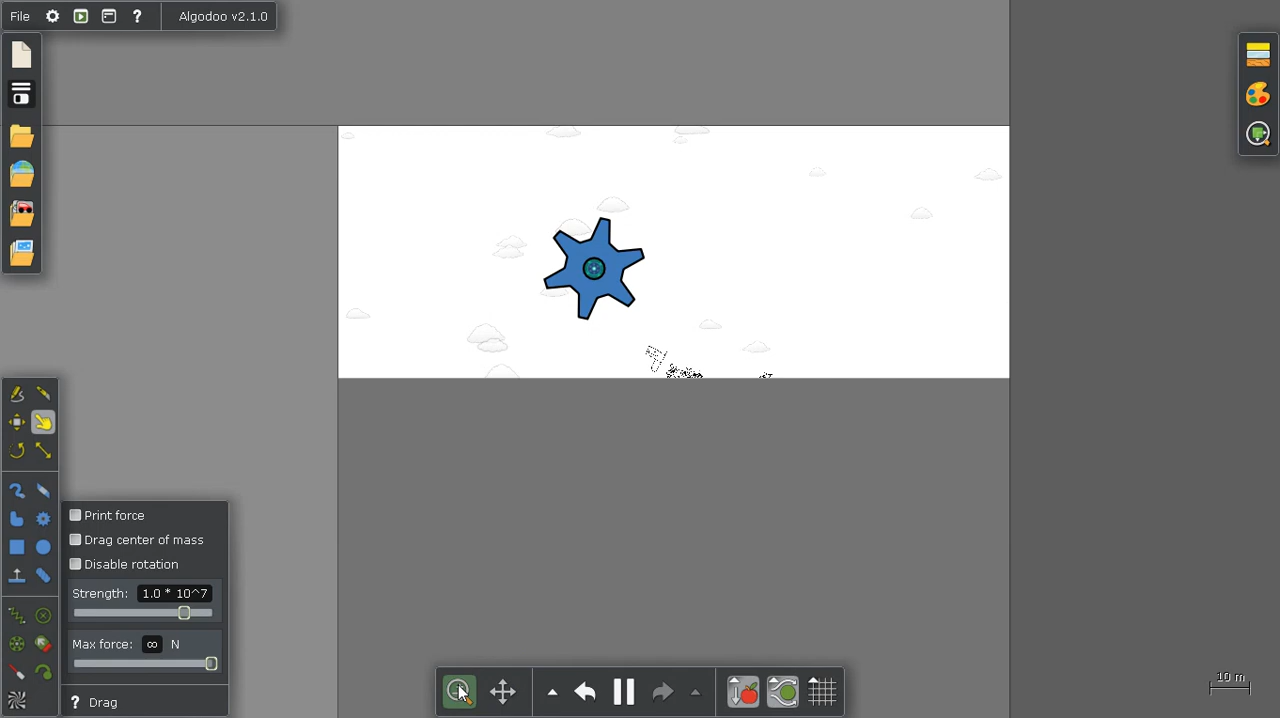 File ? Algodoo v2.1.0
Print force
Drag center of mass
Disable rotation
Strength: 1.0 * 10^7
Max force: ∞ N
? Drag
10 m